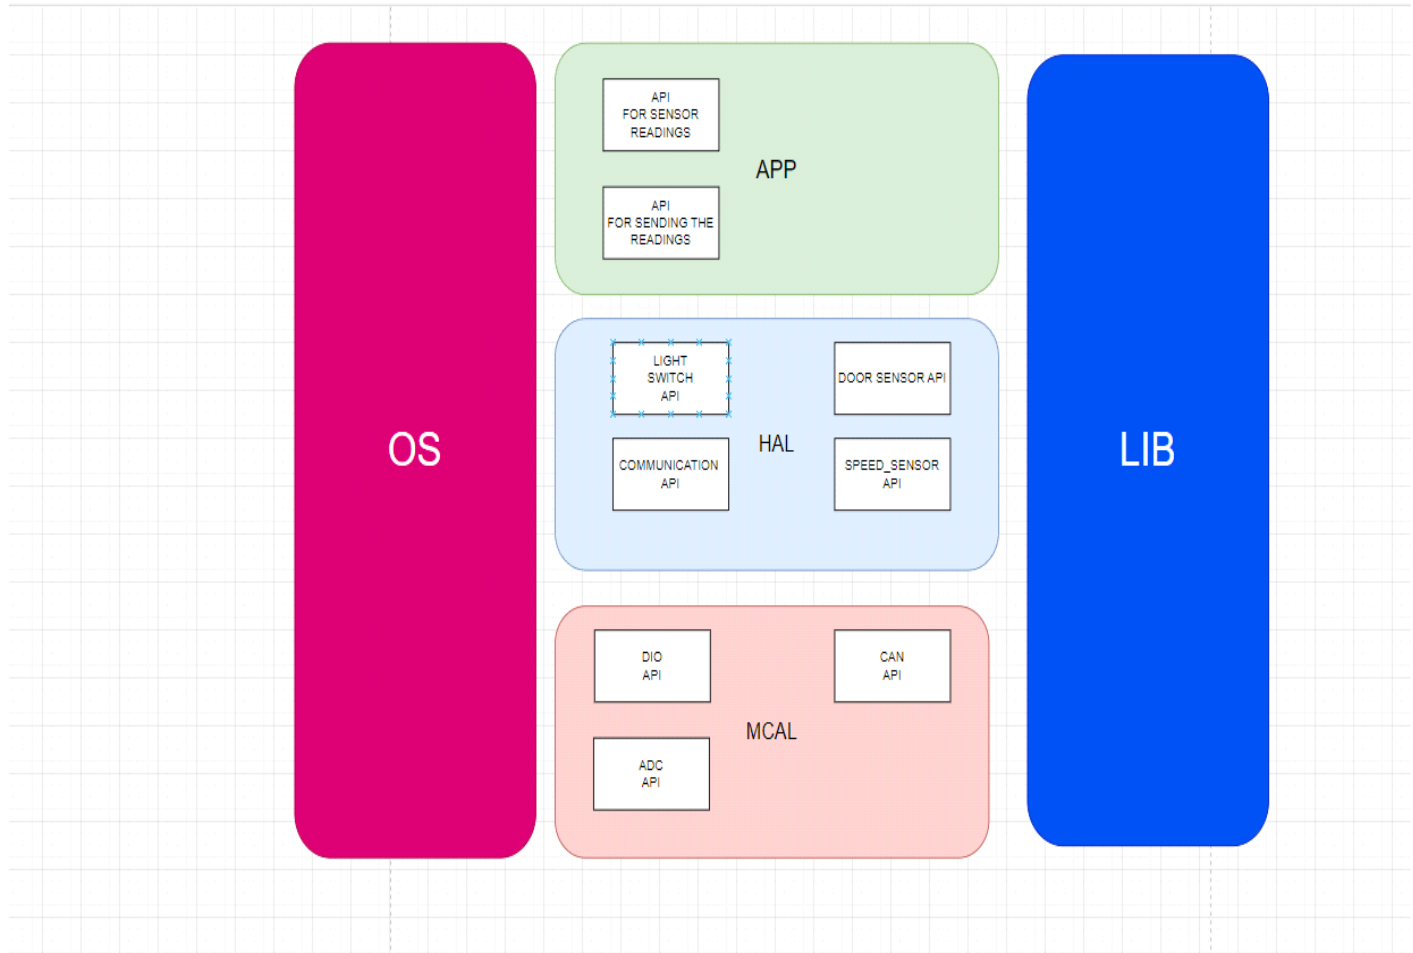 OS
API
FOR SENSOR
READINGS
API
FOR SENDING THE
READINGS
APP
LIGHT
SWITCH
API
DOOR SENSOR API
COMMUNICATION
API
HAL
SPEED_SENSOR
API
DIO
API
CAN
API
MCAL
ADC
API
LIB